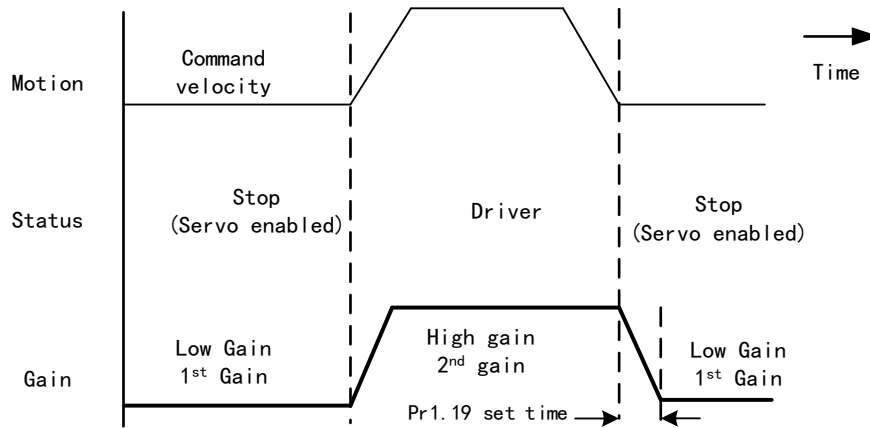 Command
velocity
Motion
Time
Stop
(Servo enabled)
Status
Driver
Stop
(Servo enabled)
Low Gain
1st Gain
Gain
High gain
2nd gain
Low Gain
1st Gain
Pr1.19 set time